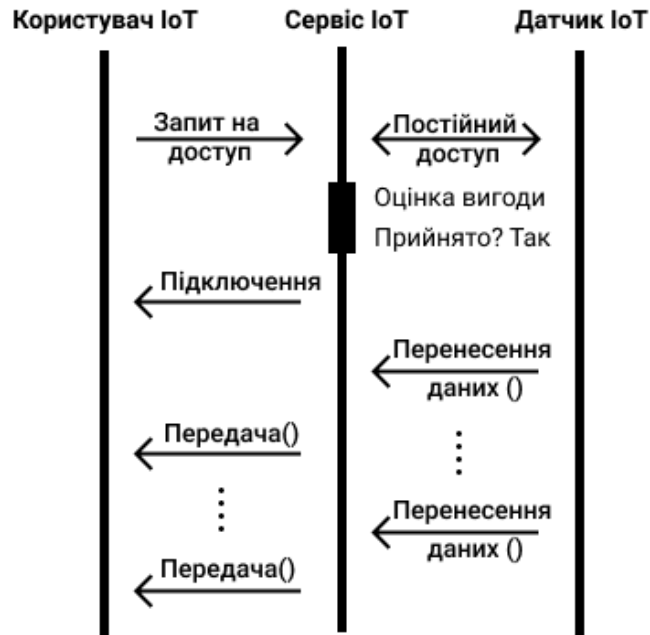 Користувач IoT
Сервіс IoT
Датчик IoT
Запит на
доступ
Постійний
доступ
Оцінка вигоди
Прийнято? Так
Підключення
Перенесення
даних ()
Передача()
Перенесення
даних ()
Передача()